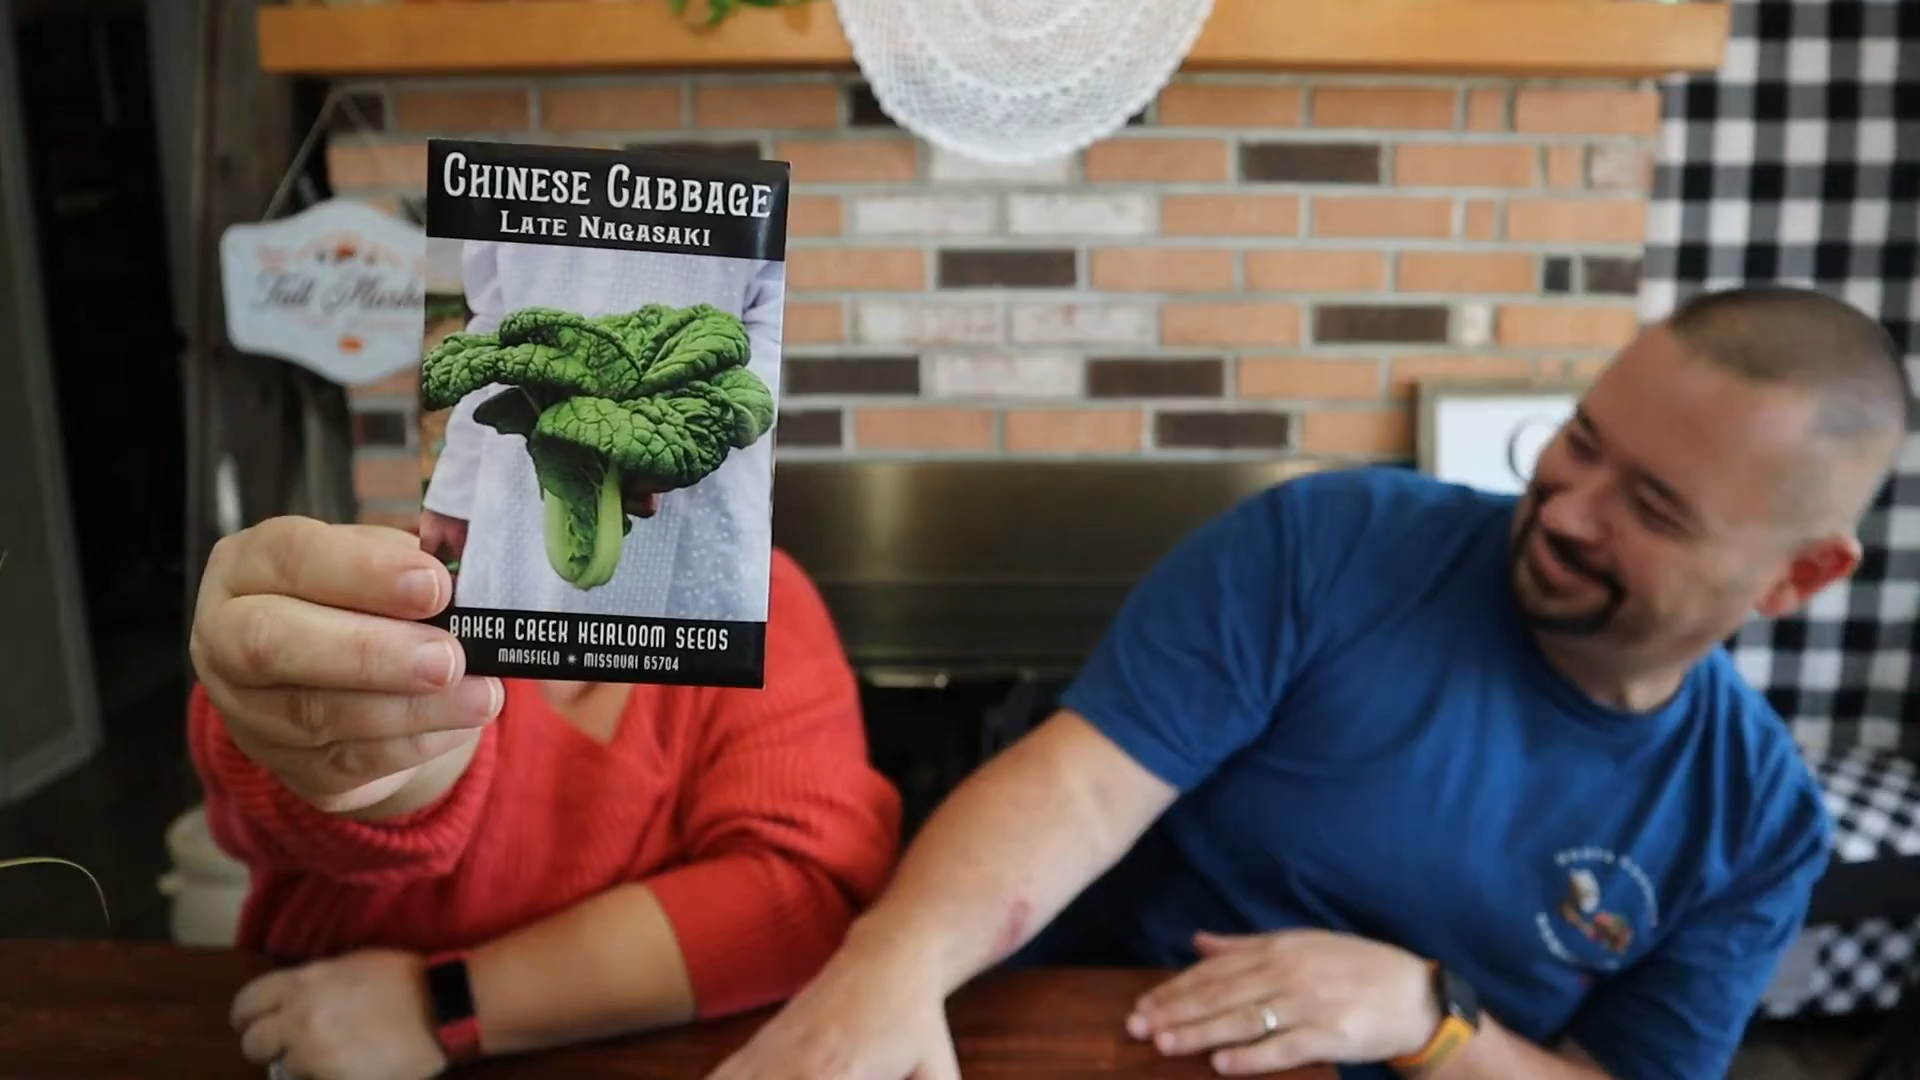 CHINESE CABBAGE
LATE NAGASAKI
BAKER CREEK HEIRLOOM SEEDS
MANSFIELD * MISSOURI 65704